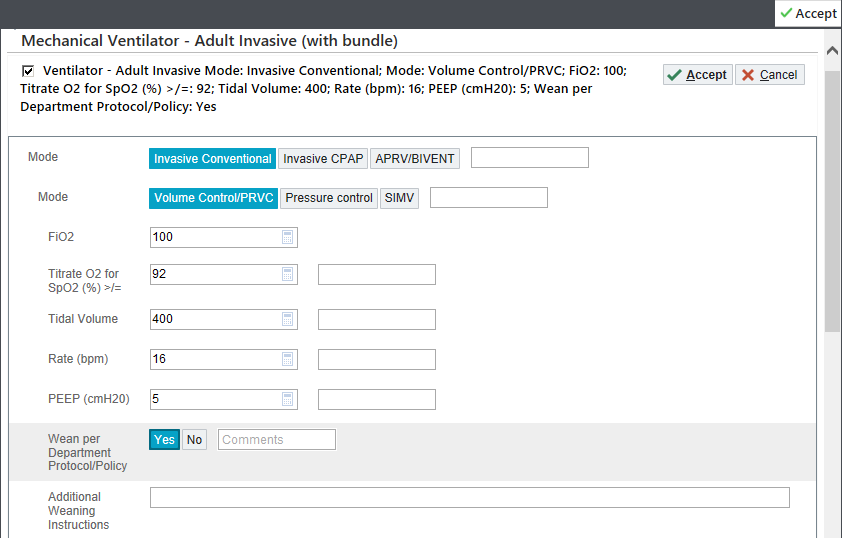 Accept
Mechanical Ventilator - Adult Invasive (with bundle)
Ventilator - Adult Invasive Mode: Invasive Conventional; Mode: Volume Control/PRVC; FiO2: 100;
Titrate O2 for SpO2 (%) >/=: 92; Tidal Volume: 400; Rate (bpm): 16; PEEP (cmH20): 5; Wean per
Department Protocol/Policy: Yes
Accept Cancel
Mode Invasive Conventional Invasive CPAP APRV/BIVENT
Mode Volume Control/PRVC Pressure control SIMV
FiO2 100
Titrate O2 for 92
SpO2 (%) >/=
Tidal Volume 400
Rate (bpm) 16
PEEP (cmH20) 5
Wean per Yes No Comments
Department
Protocol/Policy
Additional
Weaning
Instructions